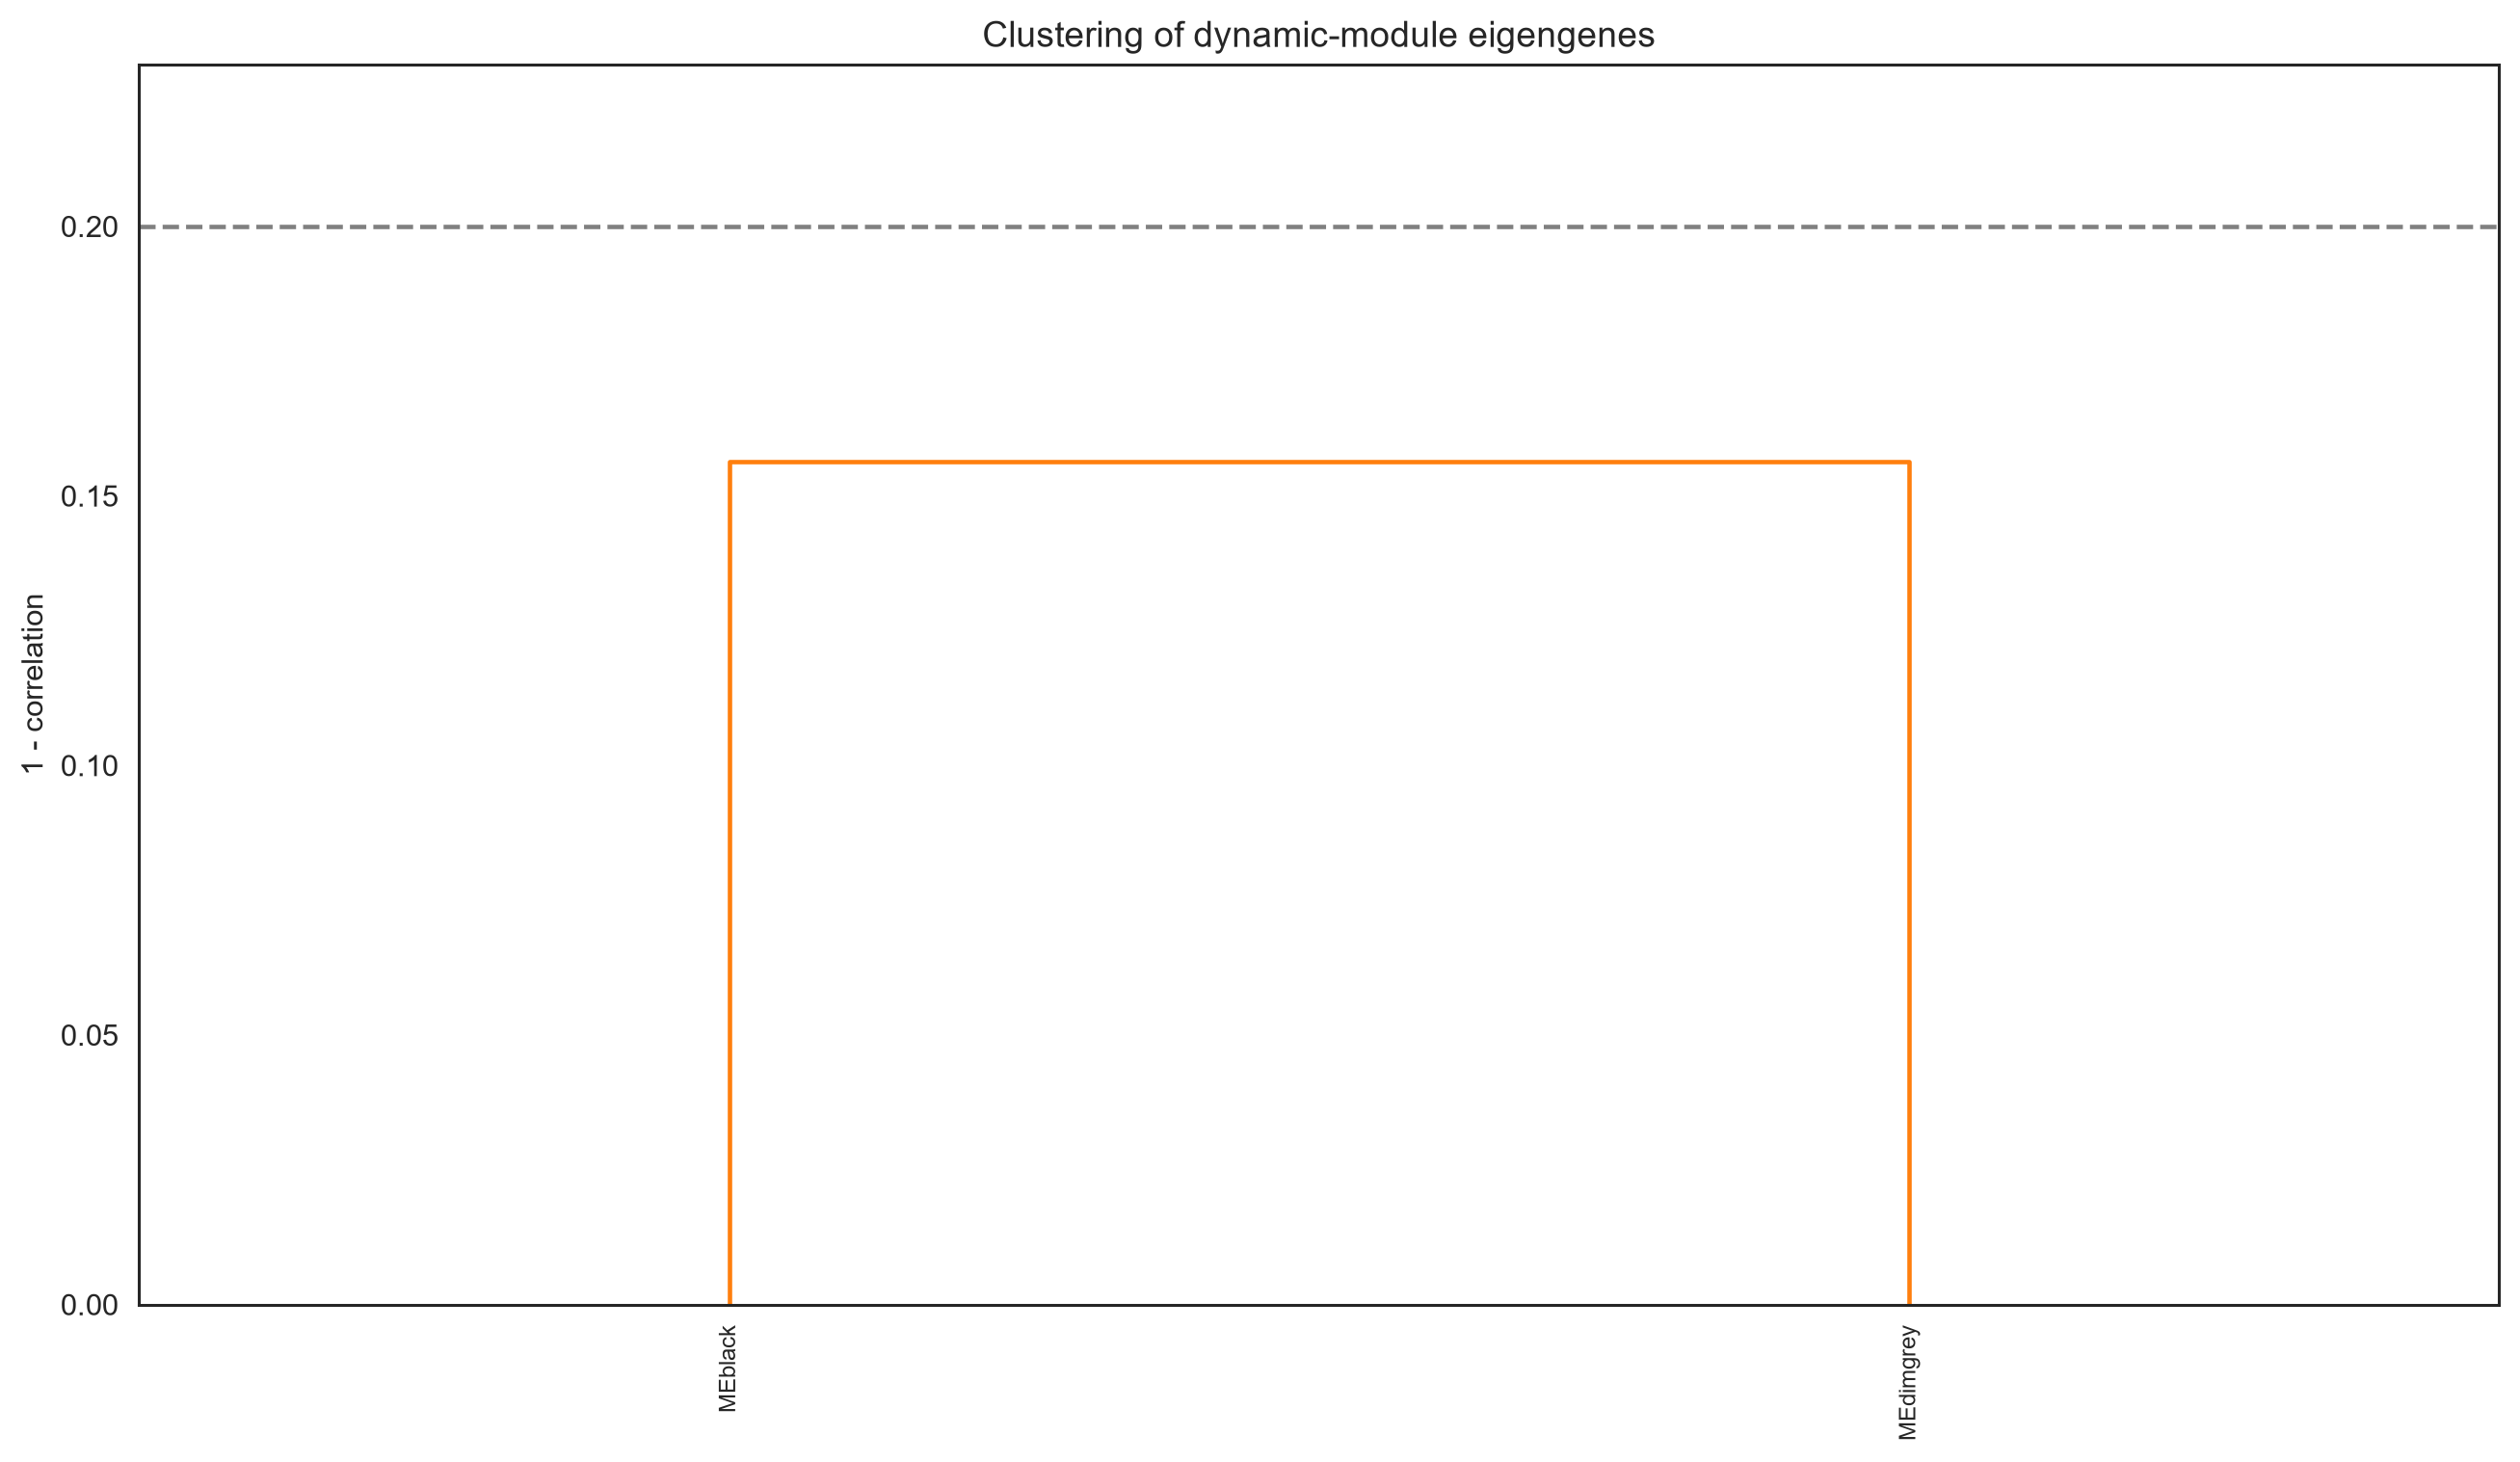 Clustering of dynamic-module eigengenes
1 - correlation
0.20
0.15
0.10
0.05
0.00
MEblack
MEdimgrey